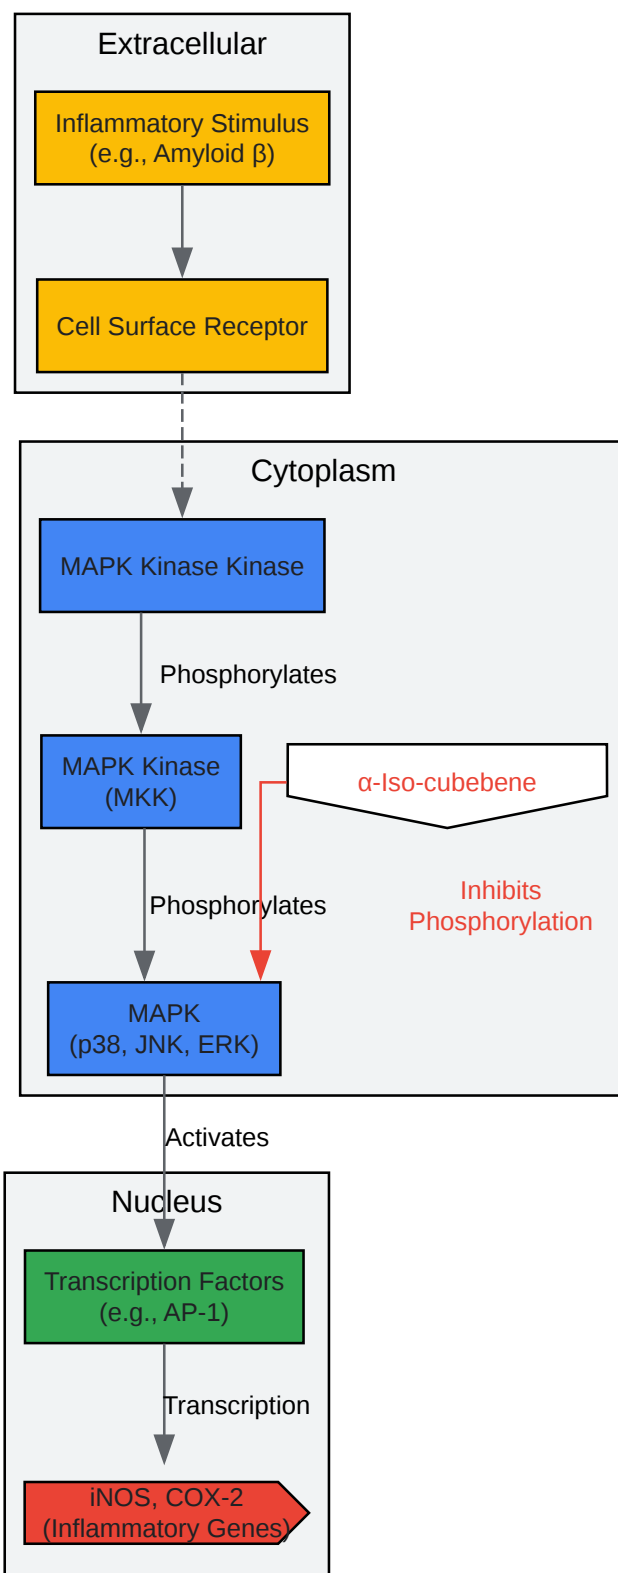 Extracellular
Inflammatory Stimulus
(e.g., Amyloid β)
Cell Surface Receptor
Cytoplasm
MAPK Kinase Kinase
Phosphorylates
MAPK Kinase
(MKK)
α-Iso-cubebene
Phosphorylates
Inhibits
Phosphorylation
MAPK
(p38, JNK, ERK)
Activates
Nucleus
Transcription Factors
(e.g., AP-1)
Transcription
iNOS, COX-2
(Inflammatory Genes)